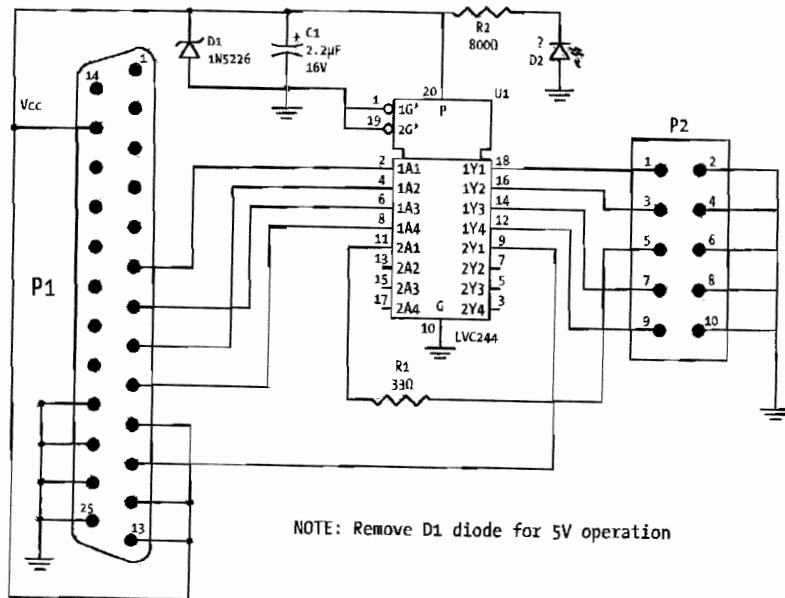 D1
1N5226
+ C1
2.2µF
16V
R2
800Ω
?
D2
1
14
Vcc
20
U1
P
1
1G'
19
2G'
P2
2
1A1
1Y1
18
4
1A2
1Y2
16
6
1A3
1Y3
14
8
1A4
1Y4
12
11
2A1
2Y1
9
13
2A2
2Y2
7
15
2A3
2Y3
5
17
2A4
2Y4
3
G
10
LVC244
1
2
3
4
5
6
7
8
9
10
P1
R1
33Ω
25
13
NOTE: Remove D1 diode for 5V operation